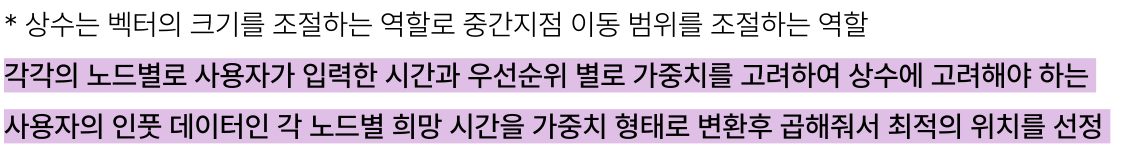 * 상수는 벡터의 크기를 조절하는 역할로 중간지점 이동 범위를 조절하는 역할
각각의 노드별로 사용자가 입력한 시간과 우선순위 별로 가중치를 고려하여 상수에 고려해야 하는
사용자의 인풋 데이터인 각 노드별 희망 시간을 가중치 형태로 변환후 곱해줘서 최적의 위치를 선정